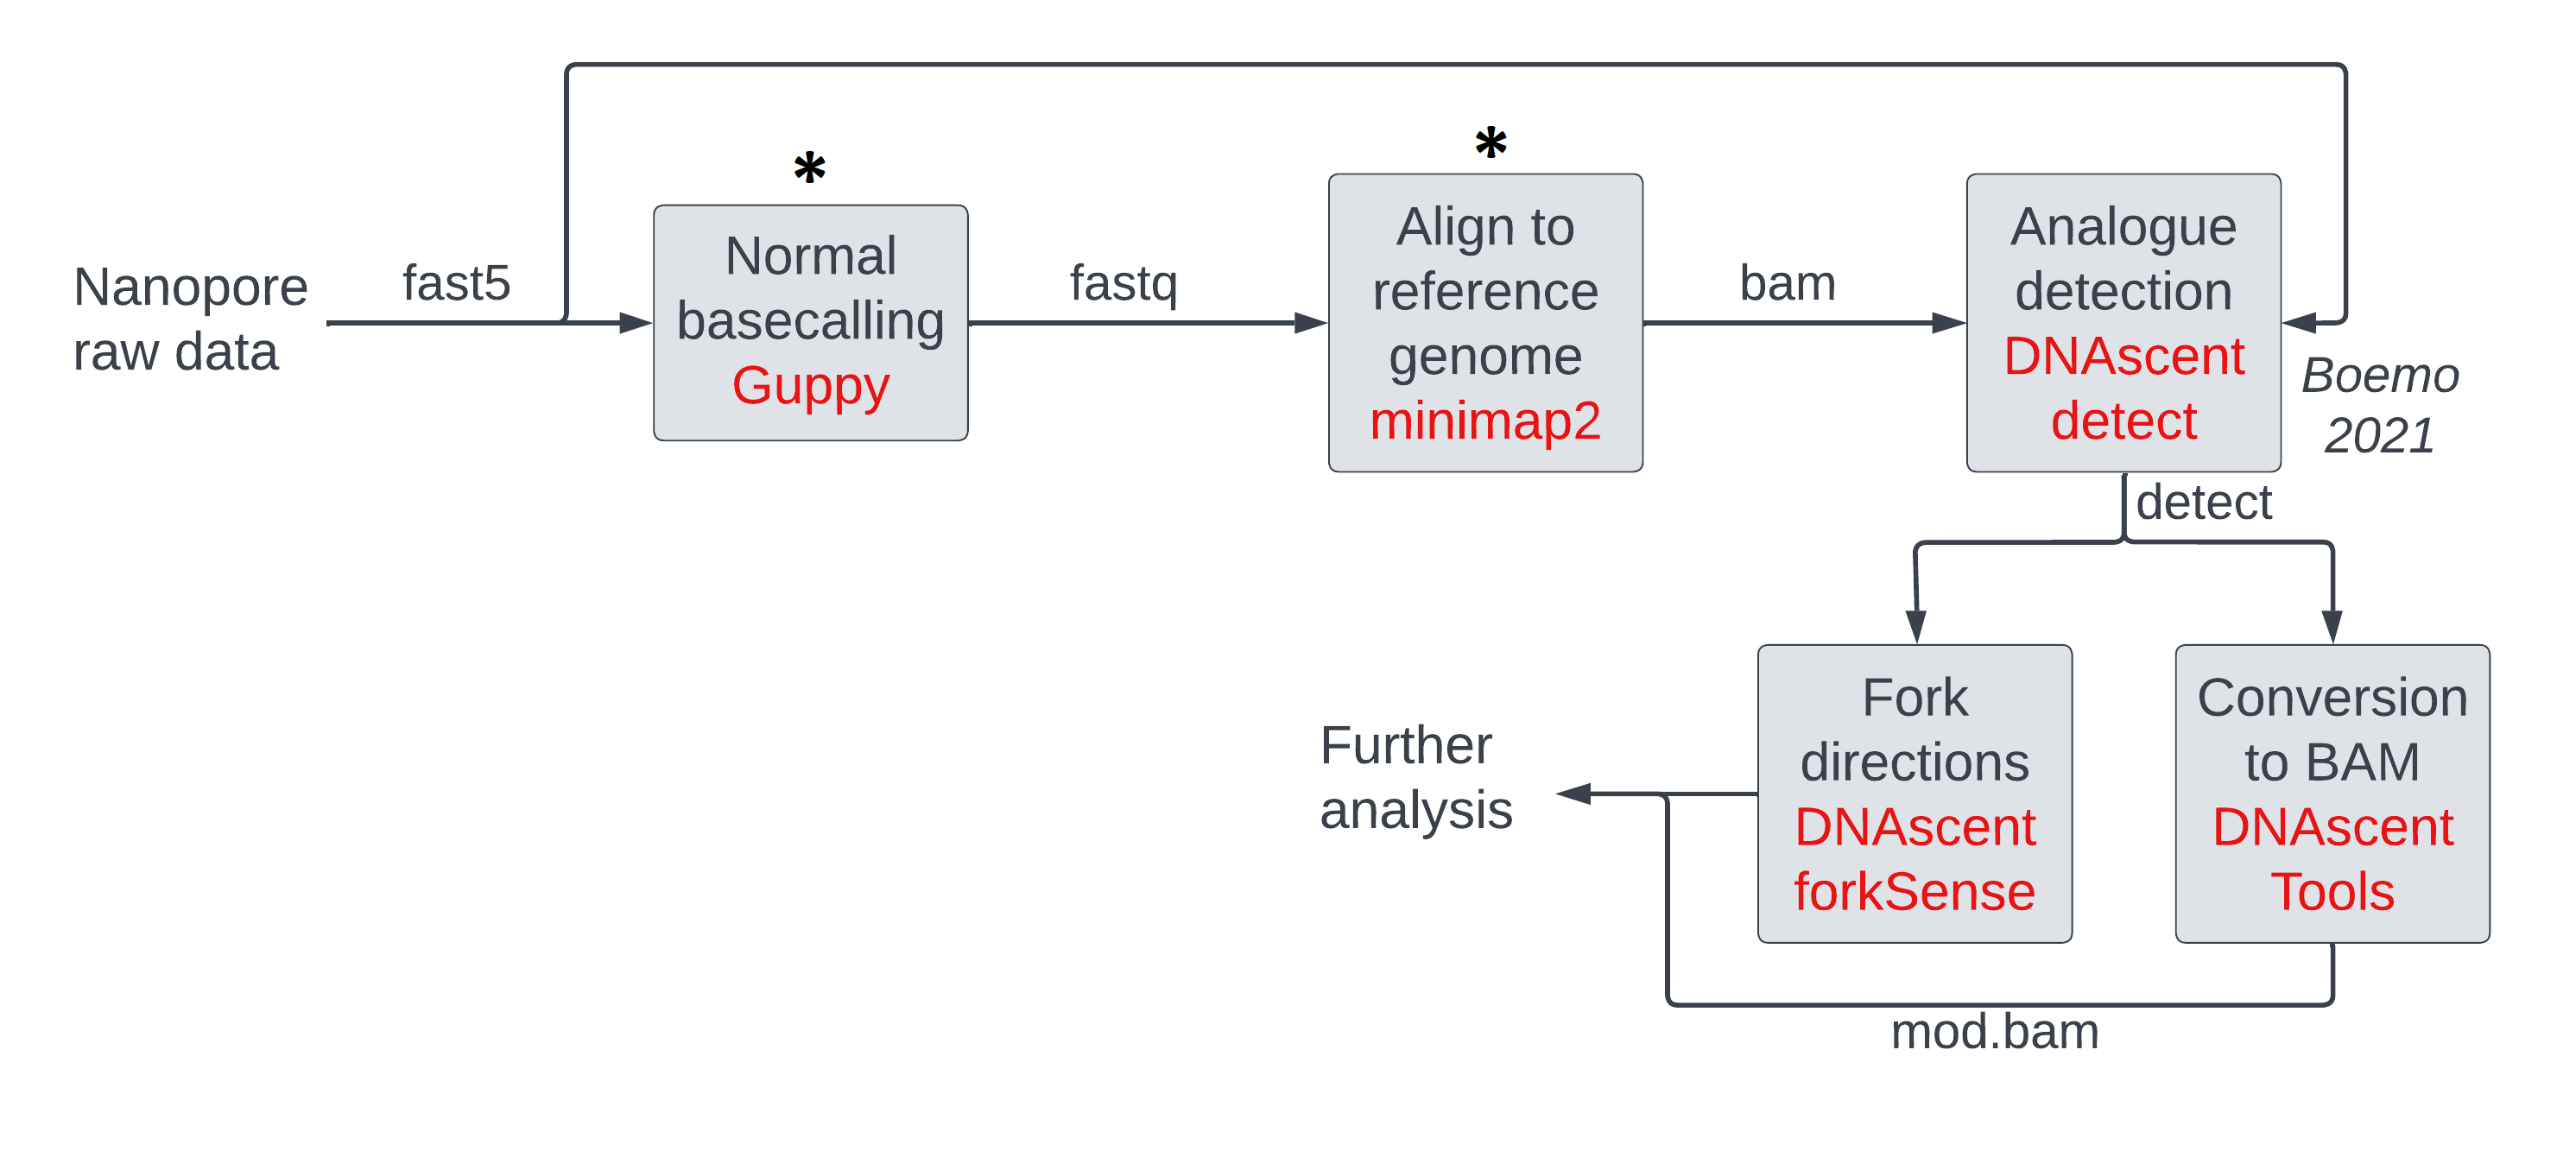 *
*
Nanopore
raw data
fast5
Normal
basecalling
Guppy
fastq
Align to
reference
genome
minimap2
bam
Analogue
detection
DNAscent
detect
Boemo
2021
detect
Fork
directions
DNAscent
forkSense
Conversion
to BAM
DNAscent
Tools
Further
analysis
mod.bam